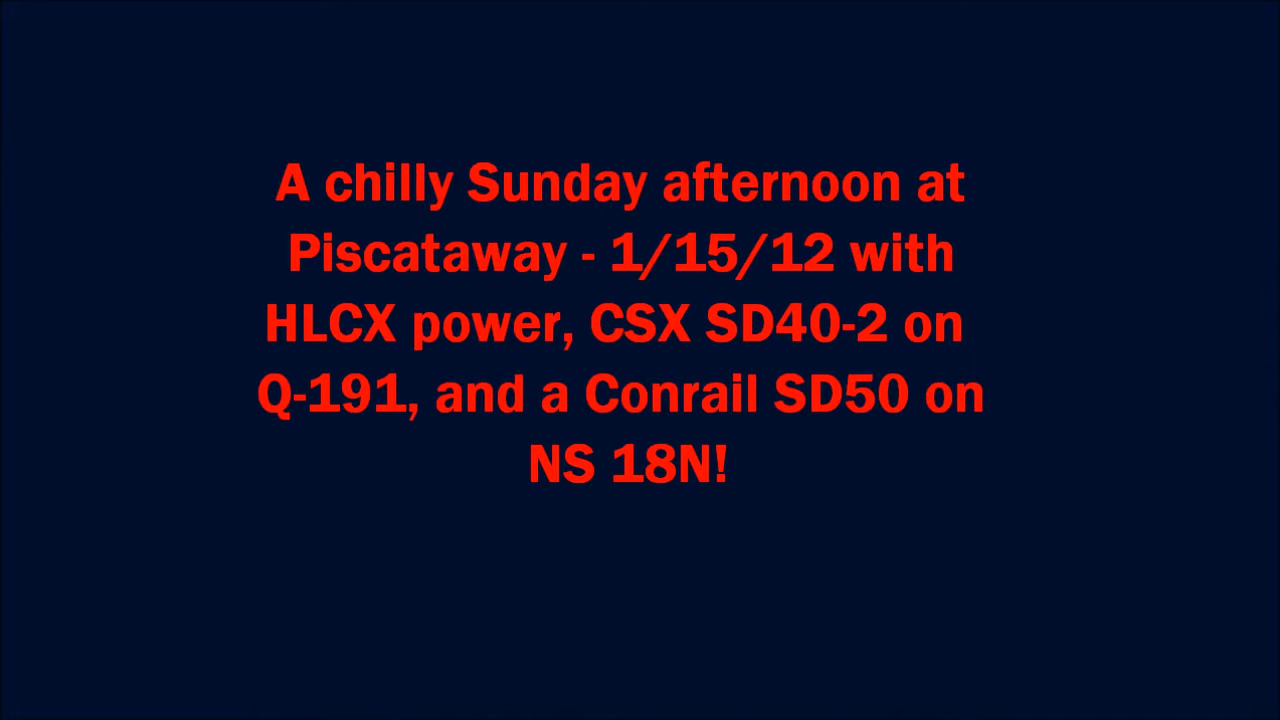 A chilly Sunday afternoon at
Piscataway - 1/15/12 with
HLCX power, CSX SD40-2 on
Q-191, and a Conrail SD50 on
NS 18N!